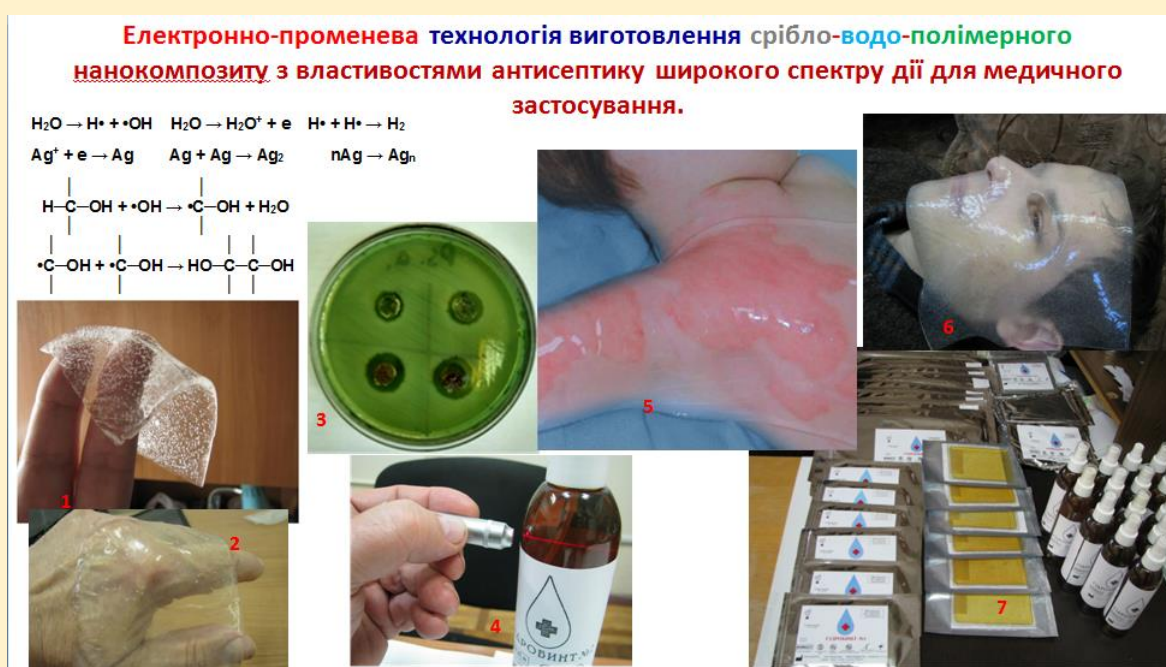 Електронно-променева технологія виготовлення срібло-водо-полімерного
нанокомпозиту з властивостями антисептику широкого спектру дії для медичного
застосування.
H₂O → H• + •OH H₂O → H₂O⁺ + e H• + H• → H₂
Ag⁺ + e → Ag Ag + Ag → Ag₂ nAg → Agₙ
| |
H─C─OH + •OH → •C─OH + H₂O
| |
| | | |
•C─OH + •C─OH → HO─C─C─OH
| | | |
1
2
3
4
5
6
7